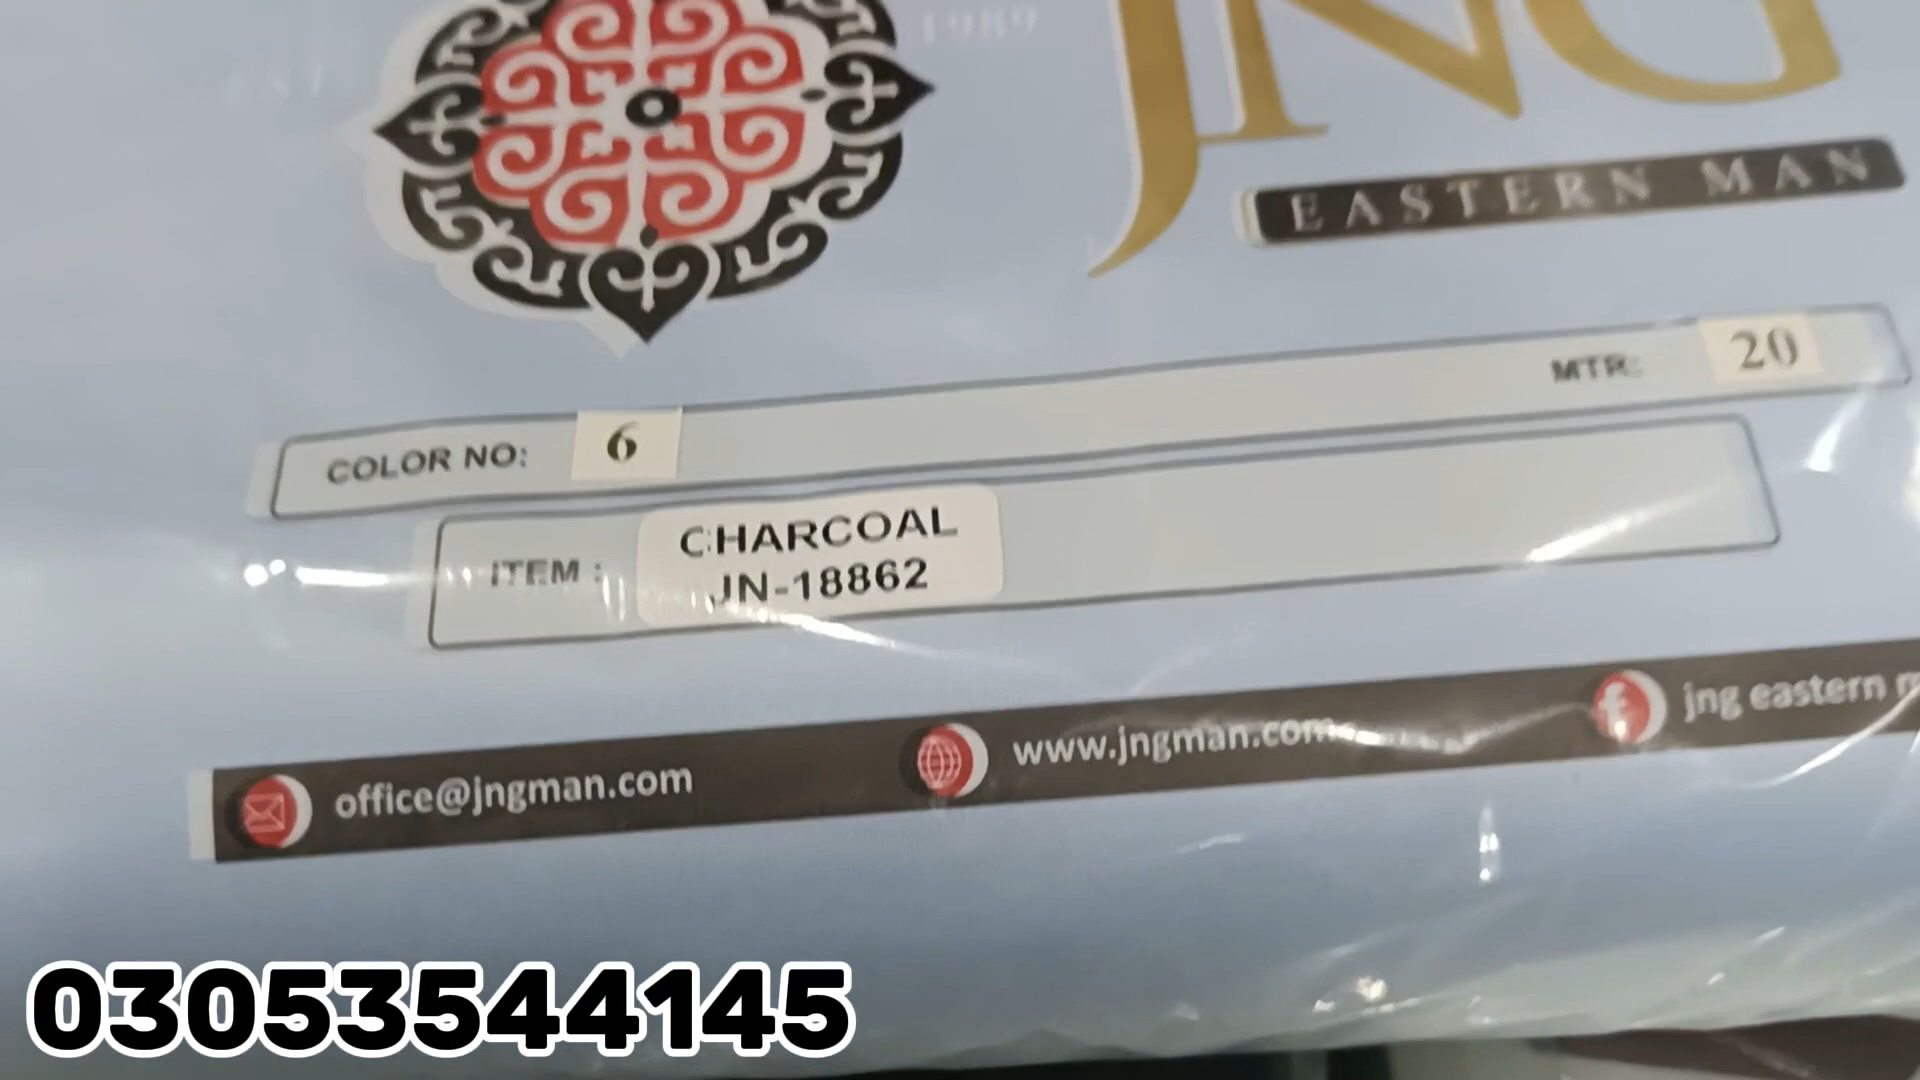 1989
JNG
EASTERN MAN
COLOR NO: 6 MTR: 20
ITEM : CHARCOAL
JN-18862
office@jngman.com www.jngman.com jng eastern
03053544145